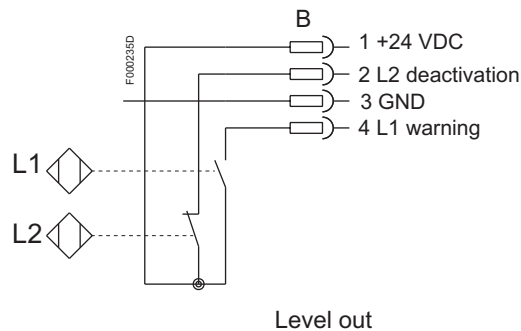 B
F000235D
1 +24 VDC
2 L2 deactivation
3 GND
4 L1 warning
L1
L2
Level out